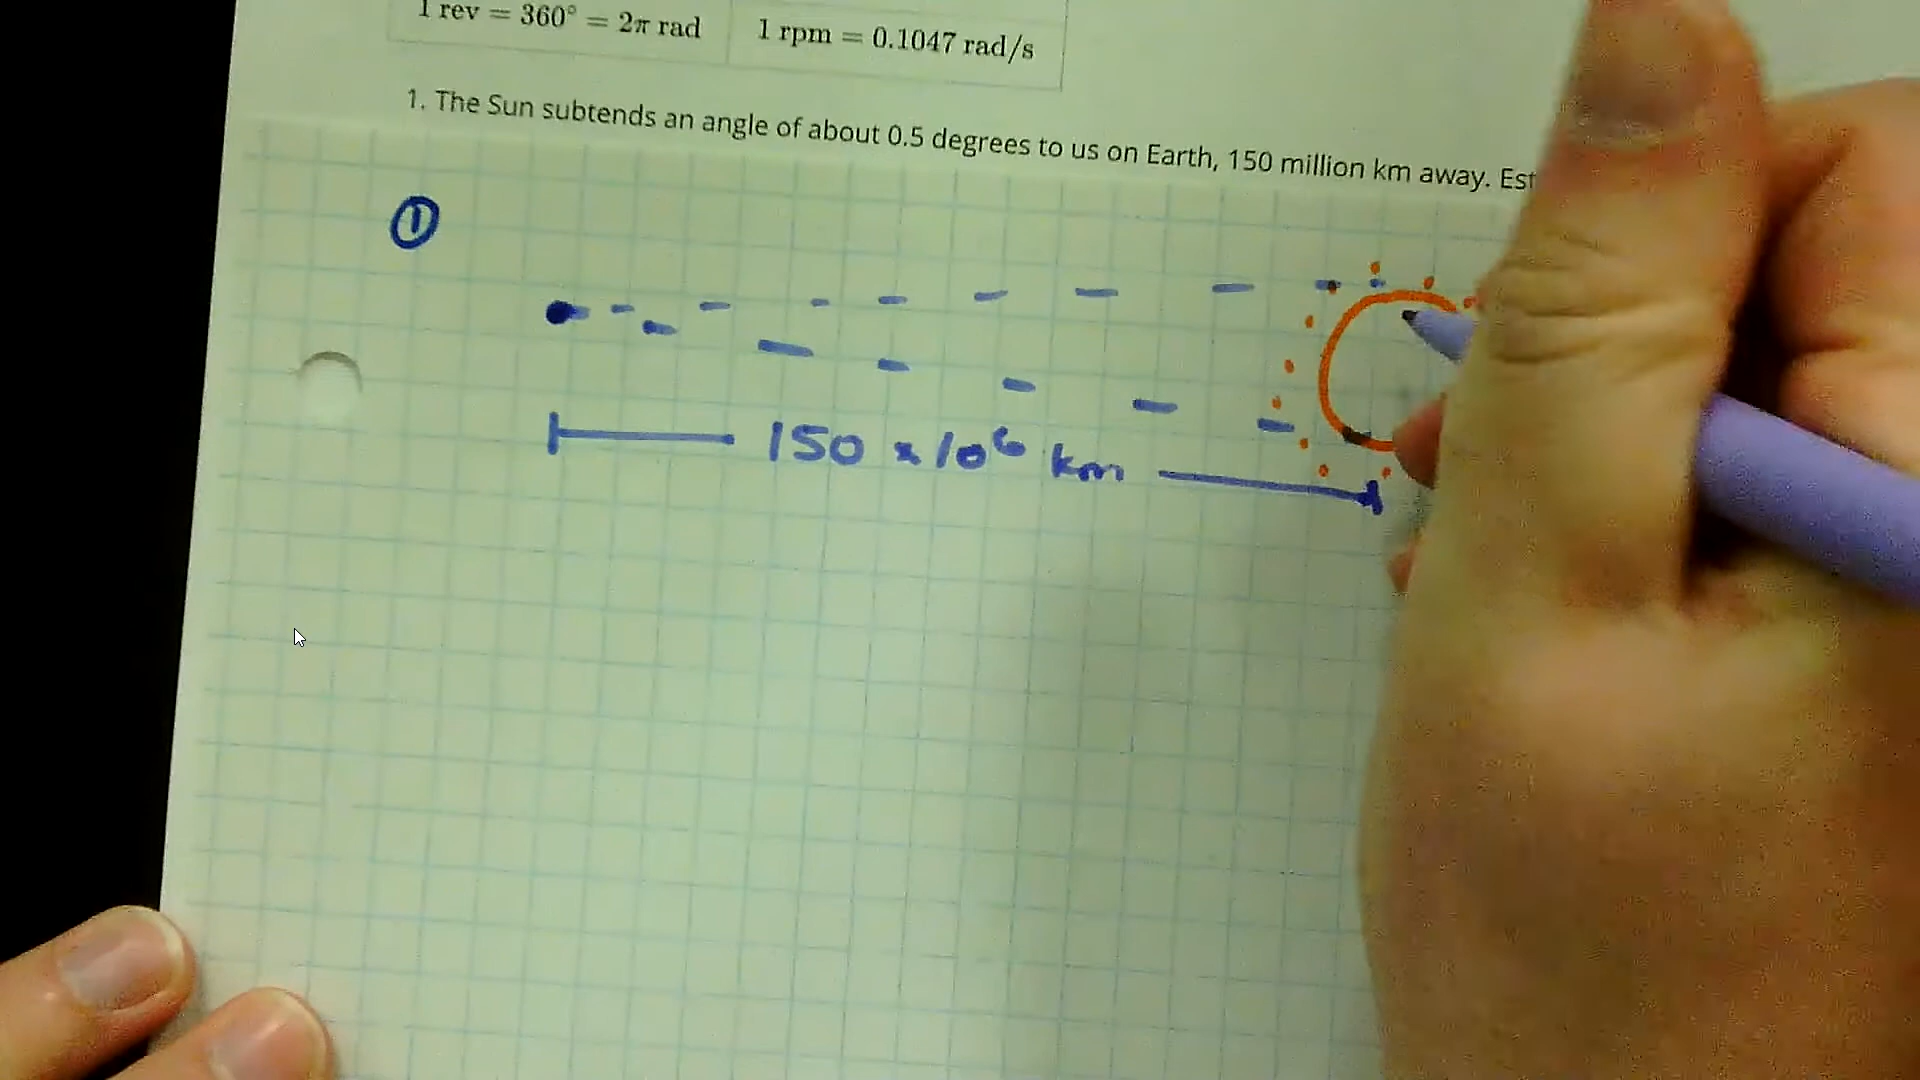 1 rev = 360° = 2π rad
1 rpm = 0.1047 rad/s
1. The Sun subtends an angle of about 0.5 degrees to us on Earth, 150 million km away.
①
150 × 10⁶ km